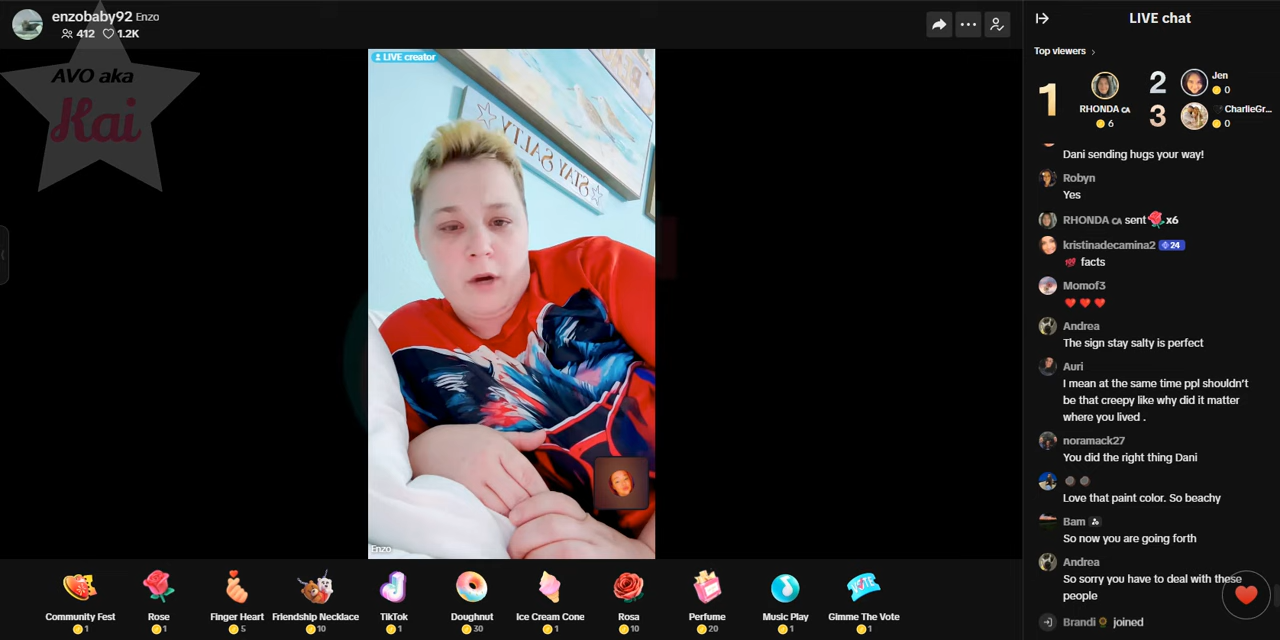 enzobaby92 Enzo
412 1.2K
AVO aka
Kai
LIVE creator
STAY SALTY
Enzo
LIVE chat
Top viewers
1
RHONDA CA
6
2
Jen
0
3
CharlieGr...
0
Dani sending hugs your way!
Robyn
Yes
RHONDA CA sent x6
kristinadecamina2 24
💯 facts
Momof3
Andrea
The sign stay salty is perfect
Auri
I mean at the same time ppl shouldn't
be that creepy like why did it matter
where you lived .
noramack27
You did the right thing Dani
Love that paint color. So beachy
Bam
So now you are going forth
Andrea
So sorry you have to deal with these
people
Brandi joined
Community Fest
1
Rose
1
Finger Heart
5
Friendship Necklace
10
TikTok
1
Doughnut
30
Ice Cream Cone
1
Rosa
10
Perfume
20
Music Play
1
VOTE
Gimme The Vote
1